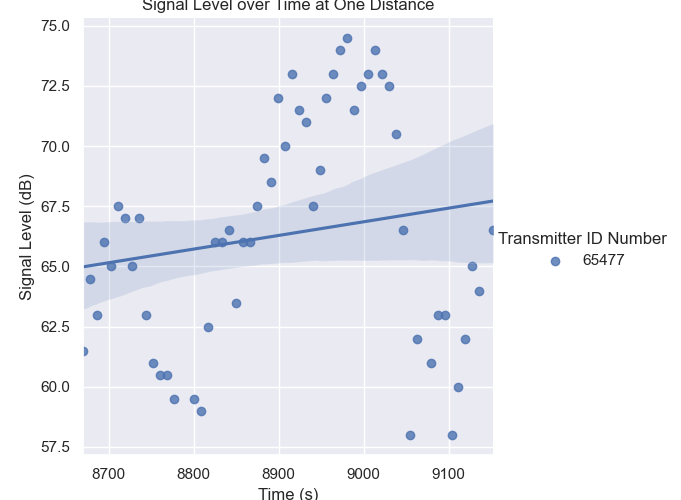 Signal Level over Time at One Distance
75.0
72.5
70.0
67.5
65.0
62.5
60.0
57.5
Signal Level (dB)
8700 8800 8900 9000 9100
Time (s)
Transmitter ID Number
65477